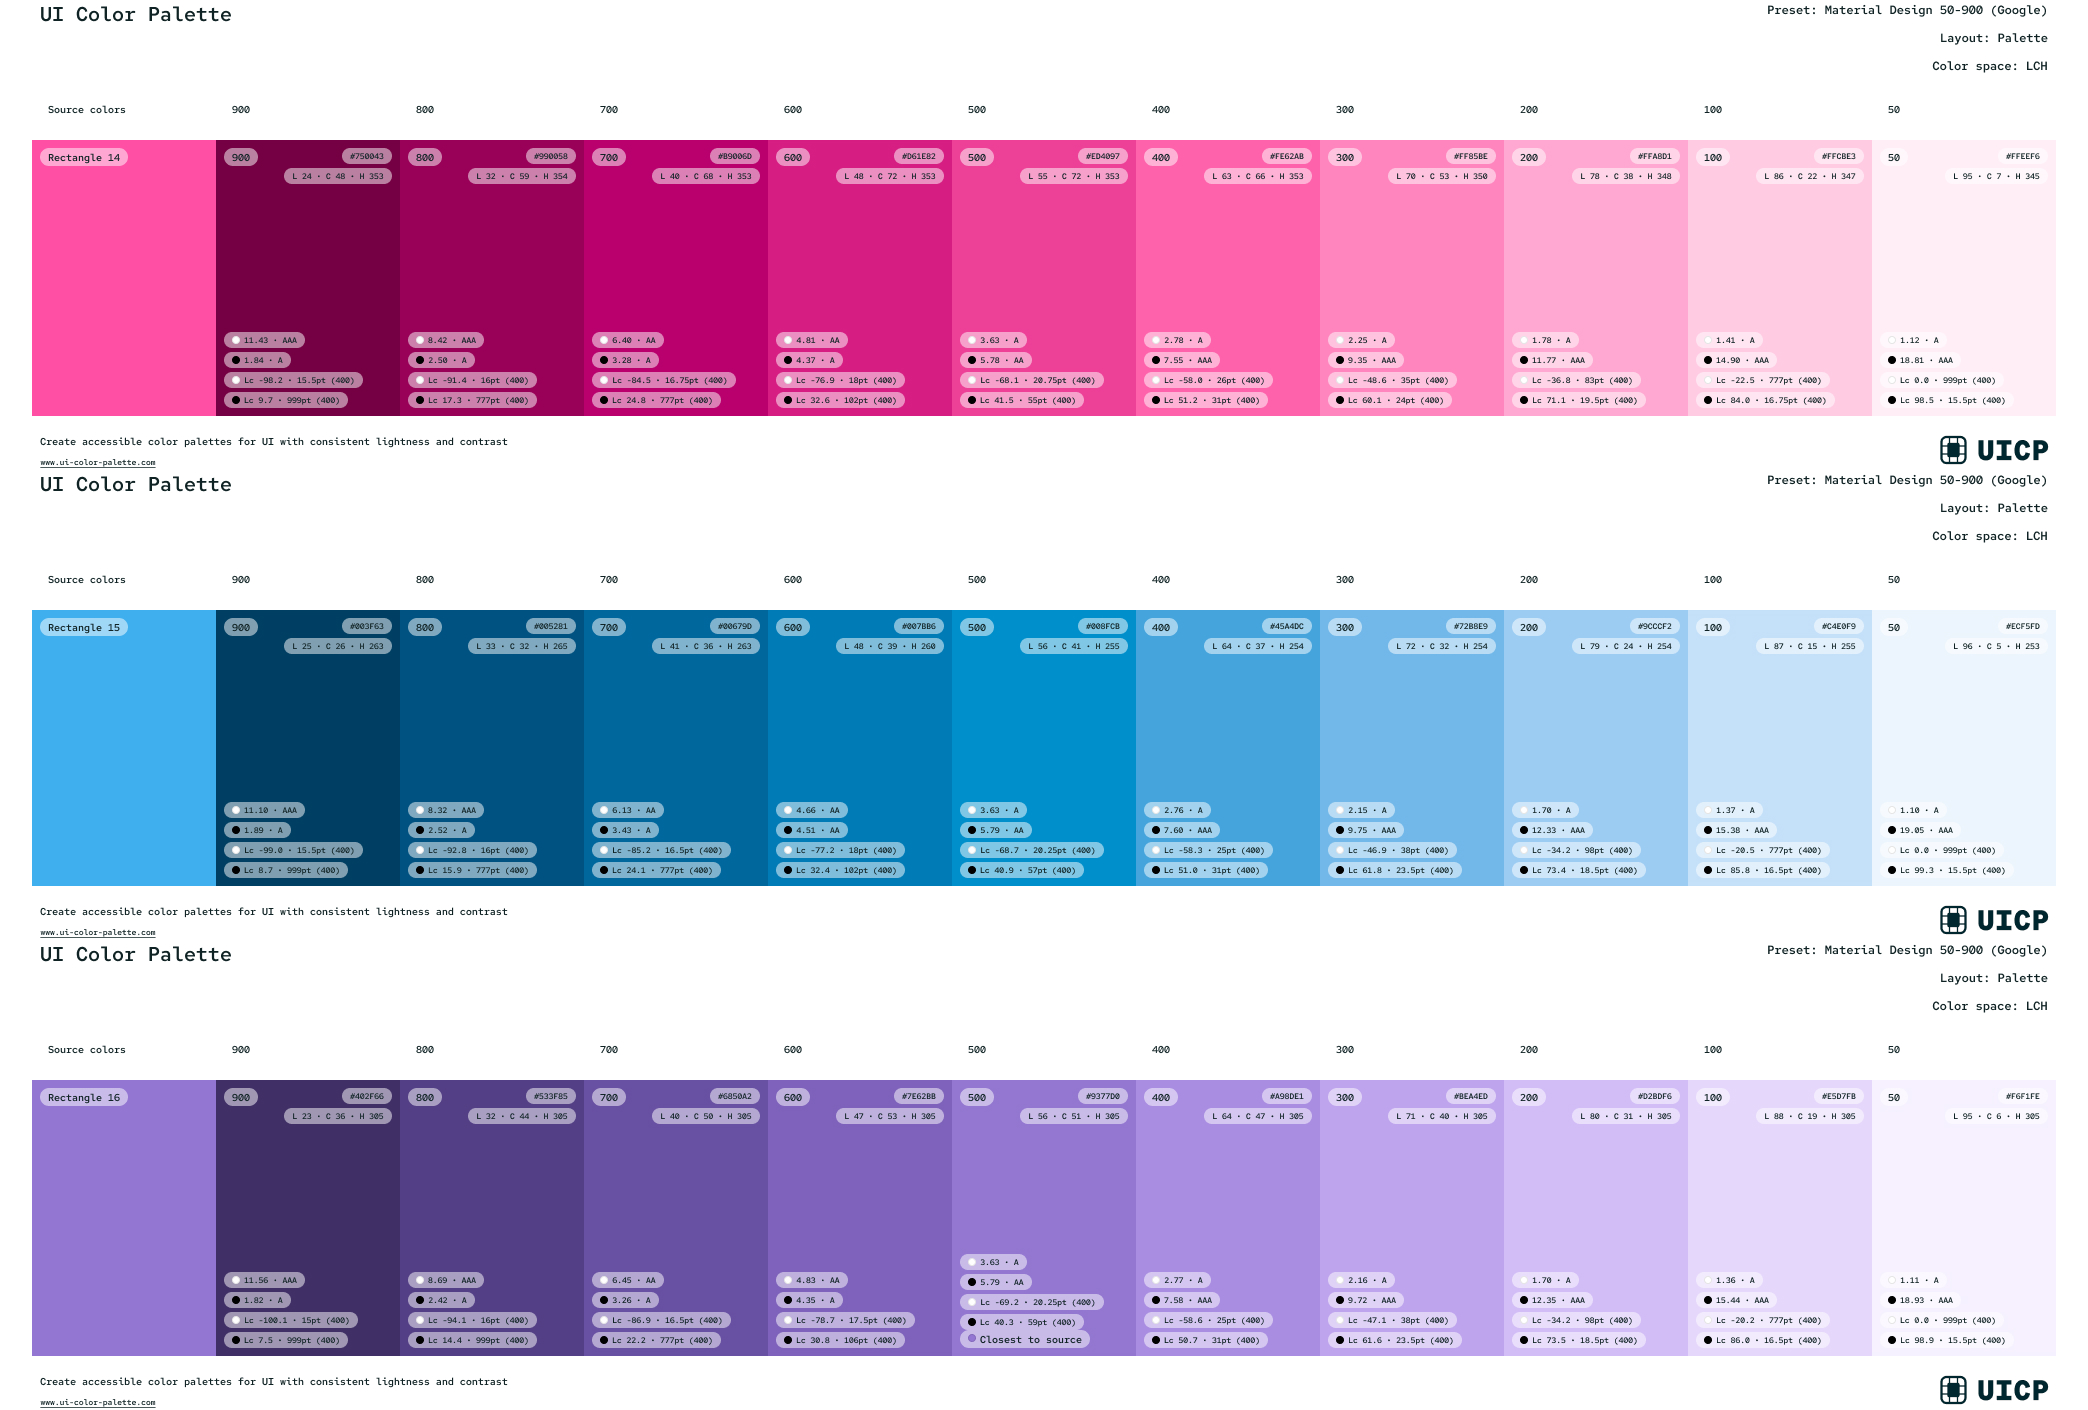 UI Color Palette
Preset: Material Design 50-900 (Google)
Layout: Palette
Color space: LCH
Source colors 900 800 700 600 500 400 300 200 100 50
Rectangle 14 900 #750043 800 #990058 700 #B9006D 600 #D61E82 500 #ED4097 400 #FE62AB 300 #FF85BE 200 #FFA8D1 100 #FFCBE3 50 #FFEEF6
L 24 · C 48 · H 353 L 32 · C 59 · H 354 L 40 · C 68 · H 353 L 48 · C 72 · H 353 L 55 · C 72 · H 353 L 63 · C 66 · H 353 L 70 · C 53 · H 350 L 78 · C 38 · H 348 L 86 · C 22 · H 347 L 95 · C 7 · H 345
11.43 · AAA 8.42 · AAA 6.40 · AA 4.81 · AA 3.63 · A 2.78 · A 2.25 · A 1.78 · A 1.41 · A 1.12 · A
1.84 · A 2.50 · A 3.28 · A 4.37 · A 5.78 · AA 7.55 · AAA 9.35 · AAA 11.77 · AAA 14.90 · AAA 18.81 · AAA
Lc -98.2 · 15.5pt (400) Lc -91.4 · 16pt (400) Lc -84.5 · 16.75pt (400) Lc -76.9 · 18pt (400) Lc -68.1 · 20.75pt (400) Lc -58.0 · 26pt (400) Lc -48.6 · 35pt (400) Lc -36.8 · 83pt (400) Lc -22.5 · 777pt (400) Lc 0.0 · 999pt (400)
Lc 9.7 · 999pt (400) Lc 17.3 · 777pt (400) Lc 24.8 · 777pt (400) Lc 32.6 · 102pt (400) Lc 41.5 · 55pt (400) Lc 51.2 · 31pt (400) Lc 60.1 · 24pt (400) Lc 71.1 · 19.5pt (400) Lc 84.0 · 16.75pt (400) Lc 98.5 · 15.5pt (400)
Create accessible color palettes for UI with consistent lightness and contrast
www.ui-color-palette.com
UICP
UI Color Palette
Preset: Material Design 50-900 (Google)
Layout: Palette
Color space: LCH
Source colors 900 800 700 600 500 400 300 200 100 50
Rectangle 15 900 #003F63 800 #005281 700 #00679D 600 #007BB6 500 #008FCB 400 #45A4DC 300 #72B8E9 200 #9CCCF2 100 #C4E0F9 50 #ECF5FD
L 25 · C 26 · H 263 L 33 · C 32 · H 265 L 41 · C 36 · H 263 L 48 · C 39 · H 260 L 56 · C 41 · H 255 L 64 · C 37 · H 254 L 72 · C 32 · H 254 L 79 · C 24 · H 254 L 87 · C 15 · H 255 L 96 · C 5 · H 253
11.10 · AAA 8.32 · AAA 6.13 · AA 4.66 · AA 3.63 · A 2.76 · A 2.15 · A 1.70 · A 1.37 · A 1.10 · A
1.89 · A 2.52 · A 3.43 · A 4.51 · AA 5.79 · AA 7.60 · AAA 9.75 · AAA 12.33 · AAA 15.38 · AAA 19.05 · AAA
Lc -99.0 · 15.5pt (400) Lc -92.8 · 16pt (400) Lc -85.2 · 16.5pt (400) Lc -77.2 · 18pt (400) Lc -68.7 · 20.25pt (400) Lc -58.3 · 25pt (400) Lc -46.9 · 38pt (400) Lc -34.2 · 98pt (400) Lc -20.5 · 777pt (400) Lc 0.0 · 999pt (400)
Lc 8.7 · 999pt (400) Lc 15.9 · 777pt (400) Lc 24.1 · 777pt (400) Lc 32.4 · 102pt (400) Lc 40.9 · 57pt (400) Lc 51.0 · 31pt (400) Lc 61.8 · 23.5pt (400) Lc 73.4 · 18.5pt (400) Lc 85.8 · 16.5pt (400) Lc 99.3 · 15.5pt (400)
Create accessible color palettes for UI with consistent lightness and contrast
www.ui-color-palette.com
UICP
UI Color Palette
Preset: Material Design 50-900 (Google)
Layout: Palette
Color space: LCH
Source colors 900 800 700 600 500 400 300 200 100 50
Rectangle 16 900 #402F66 800 #533F85 700 #6850A2 600 #7E62BB 500 #9377D0 400 #A98DE1 300 #BEA4ED 200 #D2BDF6 100 #E5D7FB 50 #F6F1FE
L 23 · C 36 · H 305 L 32 · C 44 · H 305 L 40 · C 50 · H 305 L 47 · C 53 · H 305 L 56 · C 51 · H 305 L 64 · C 47 · H 305 L 71 · C 40 · H 305 L 80 · C 31 · H 305 L 88 · C 19 · H 305 L 95 · C 6 · H 305
11.56 · AAA 8.69 · AAA 6.45 · AA 4.83 · AA 3.63 · A 2.77 · A 2.16 · A 1.70 · A 1.36 · A 1.11 · A
1.82 · A 2.42 · A 3.26 · A 4.35 · A 5.79 · AA 7.58 · AAA 9.72 · AAA 12.35 · AAA 15.44 · AAA 18.93 · AAA
Lc -100.1 · 15pt (400) Lc -94.1 · 16pt (400) Lc -86.9 · 16.5pt (400) Lc -78.7 · 17.5pt (400) Lc -69.2 · 20.25pt (400) Lc -58.6 · 25pt (400) Lc -47.1 · 38pt (400) Lc -34.2 · 98pt (400) Lc -20.2 · 777pt (400) Lc 0.0 · 999pt (400)
Lc 7.5 · 999pt (400) Lc 14.4 · 999pt (400) Lc 22.2 · 777pt (400) Lc 30.8 · 106pt (400) Lc 40.3 · 59pt (400) Lc 50.7 · 31pt (400) Lc 61.6 · 23.5pt (400) Lc 73.5 · 18.5pt (400) Lc 86.0 · 16.5pt (400) Lc 98.9 · 15.5pt (400)
Closest to source
Create accessible color palettes for UI with consistent lightness and contrast
www.ui-color-palette.com
UICP